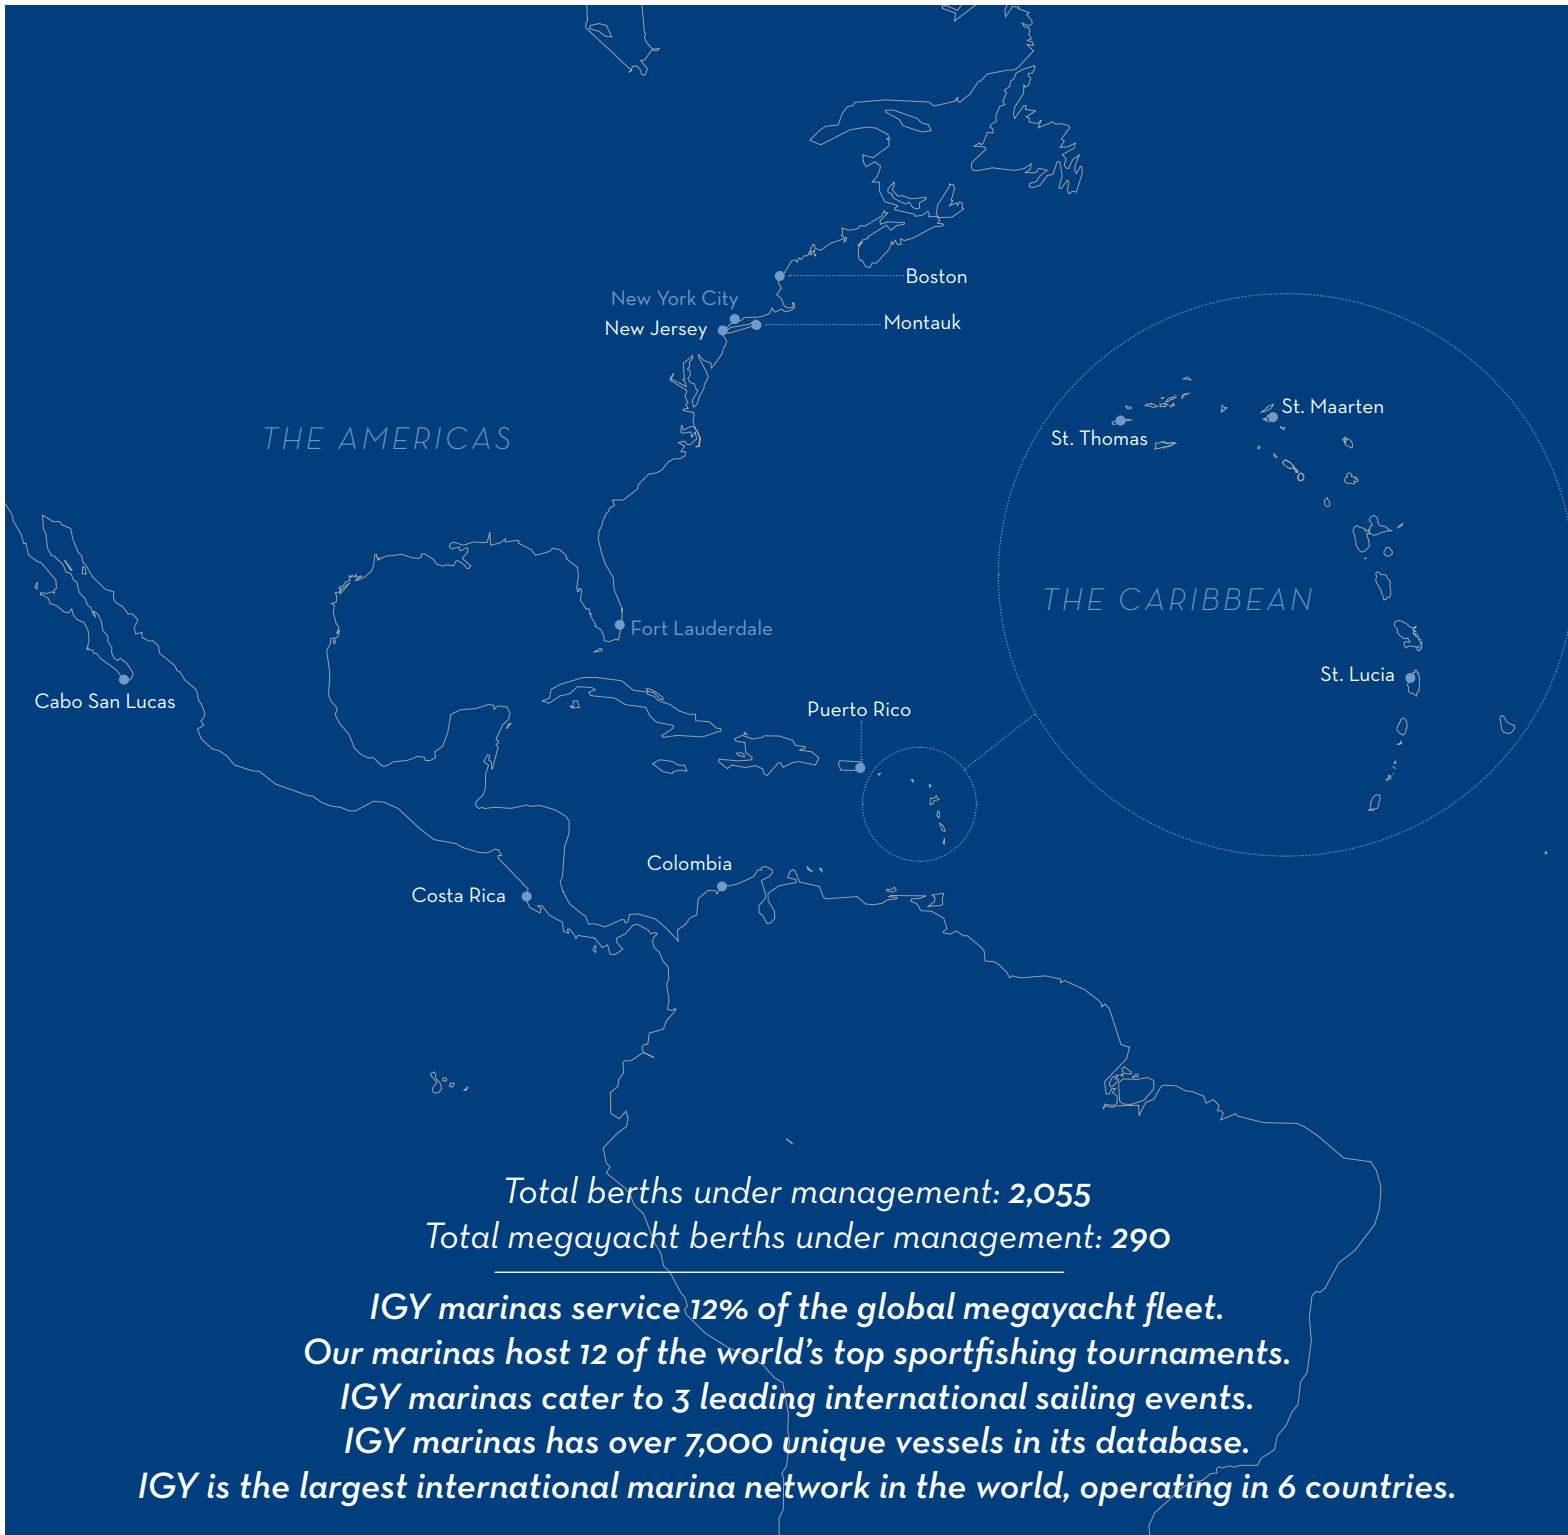 Boston
New York City
New Jersey
Montauk
St. Maarten
St. Thomas
THE AMERICAS
THE CARIBBEAN
Fort Lauderdale
St. Lucia
Cabo San Lucas
Puerto Rico
Colombia
Costa Rica
Total berths under management: 2,055
Total megayacht berths under management: 290
IGY marinas service 12% of the global megayacht fleet.
Our marinas host 12 of the world's top sportfishing tournaments.
IGY marinas cater to 3 leading international sailing events.
IGY marinas has over 7,000 unique vessels in its database.
IGY is the largest international marina network in the world, operating in 6 countries.